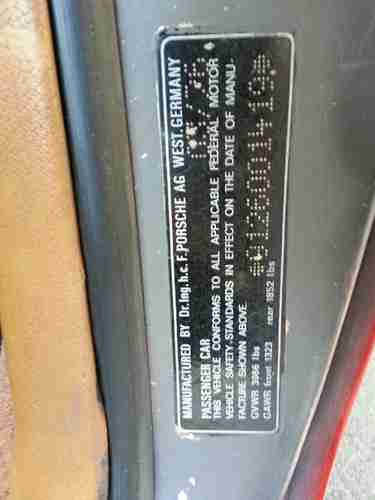 MANUFACTURED BY Dr.Ing.h.c.F.PORSCHE AG WEST.GERMANY
PASSENGER CAR
THIS VEHICLE CONFORMS TO ALL APPLICABLE FEDERAL MOTOR
VEHICLE SAFETY-STANDARDS IN EFFECT ON THE DATE OF MANU-
FACTURE SHOWN ABOVE.
GVWR 3086 lbs
GAWR front 1323 rear 1852 lbs
*9126001419*